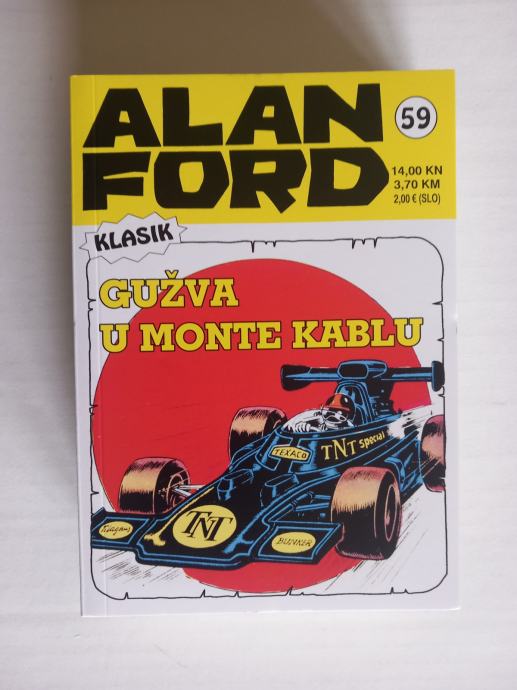 ALAN
FORD
59
14,00 KN
3,70 KM
2,00 € (SLO)
KLASIK
GUŽVA
U MONTE KABLU
TEXACO
TNT special
TNT
BUNKER